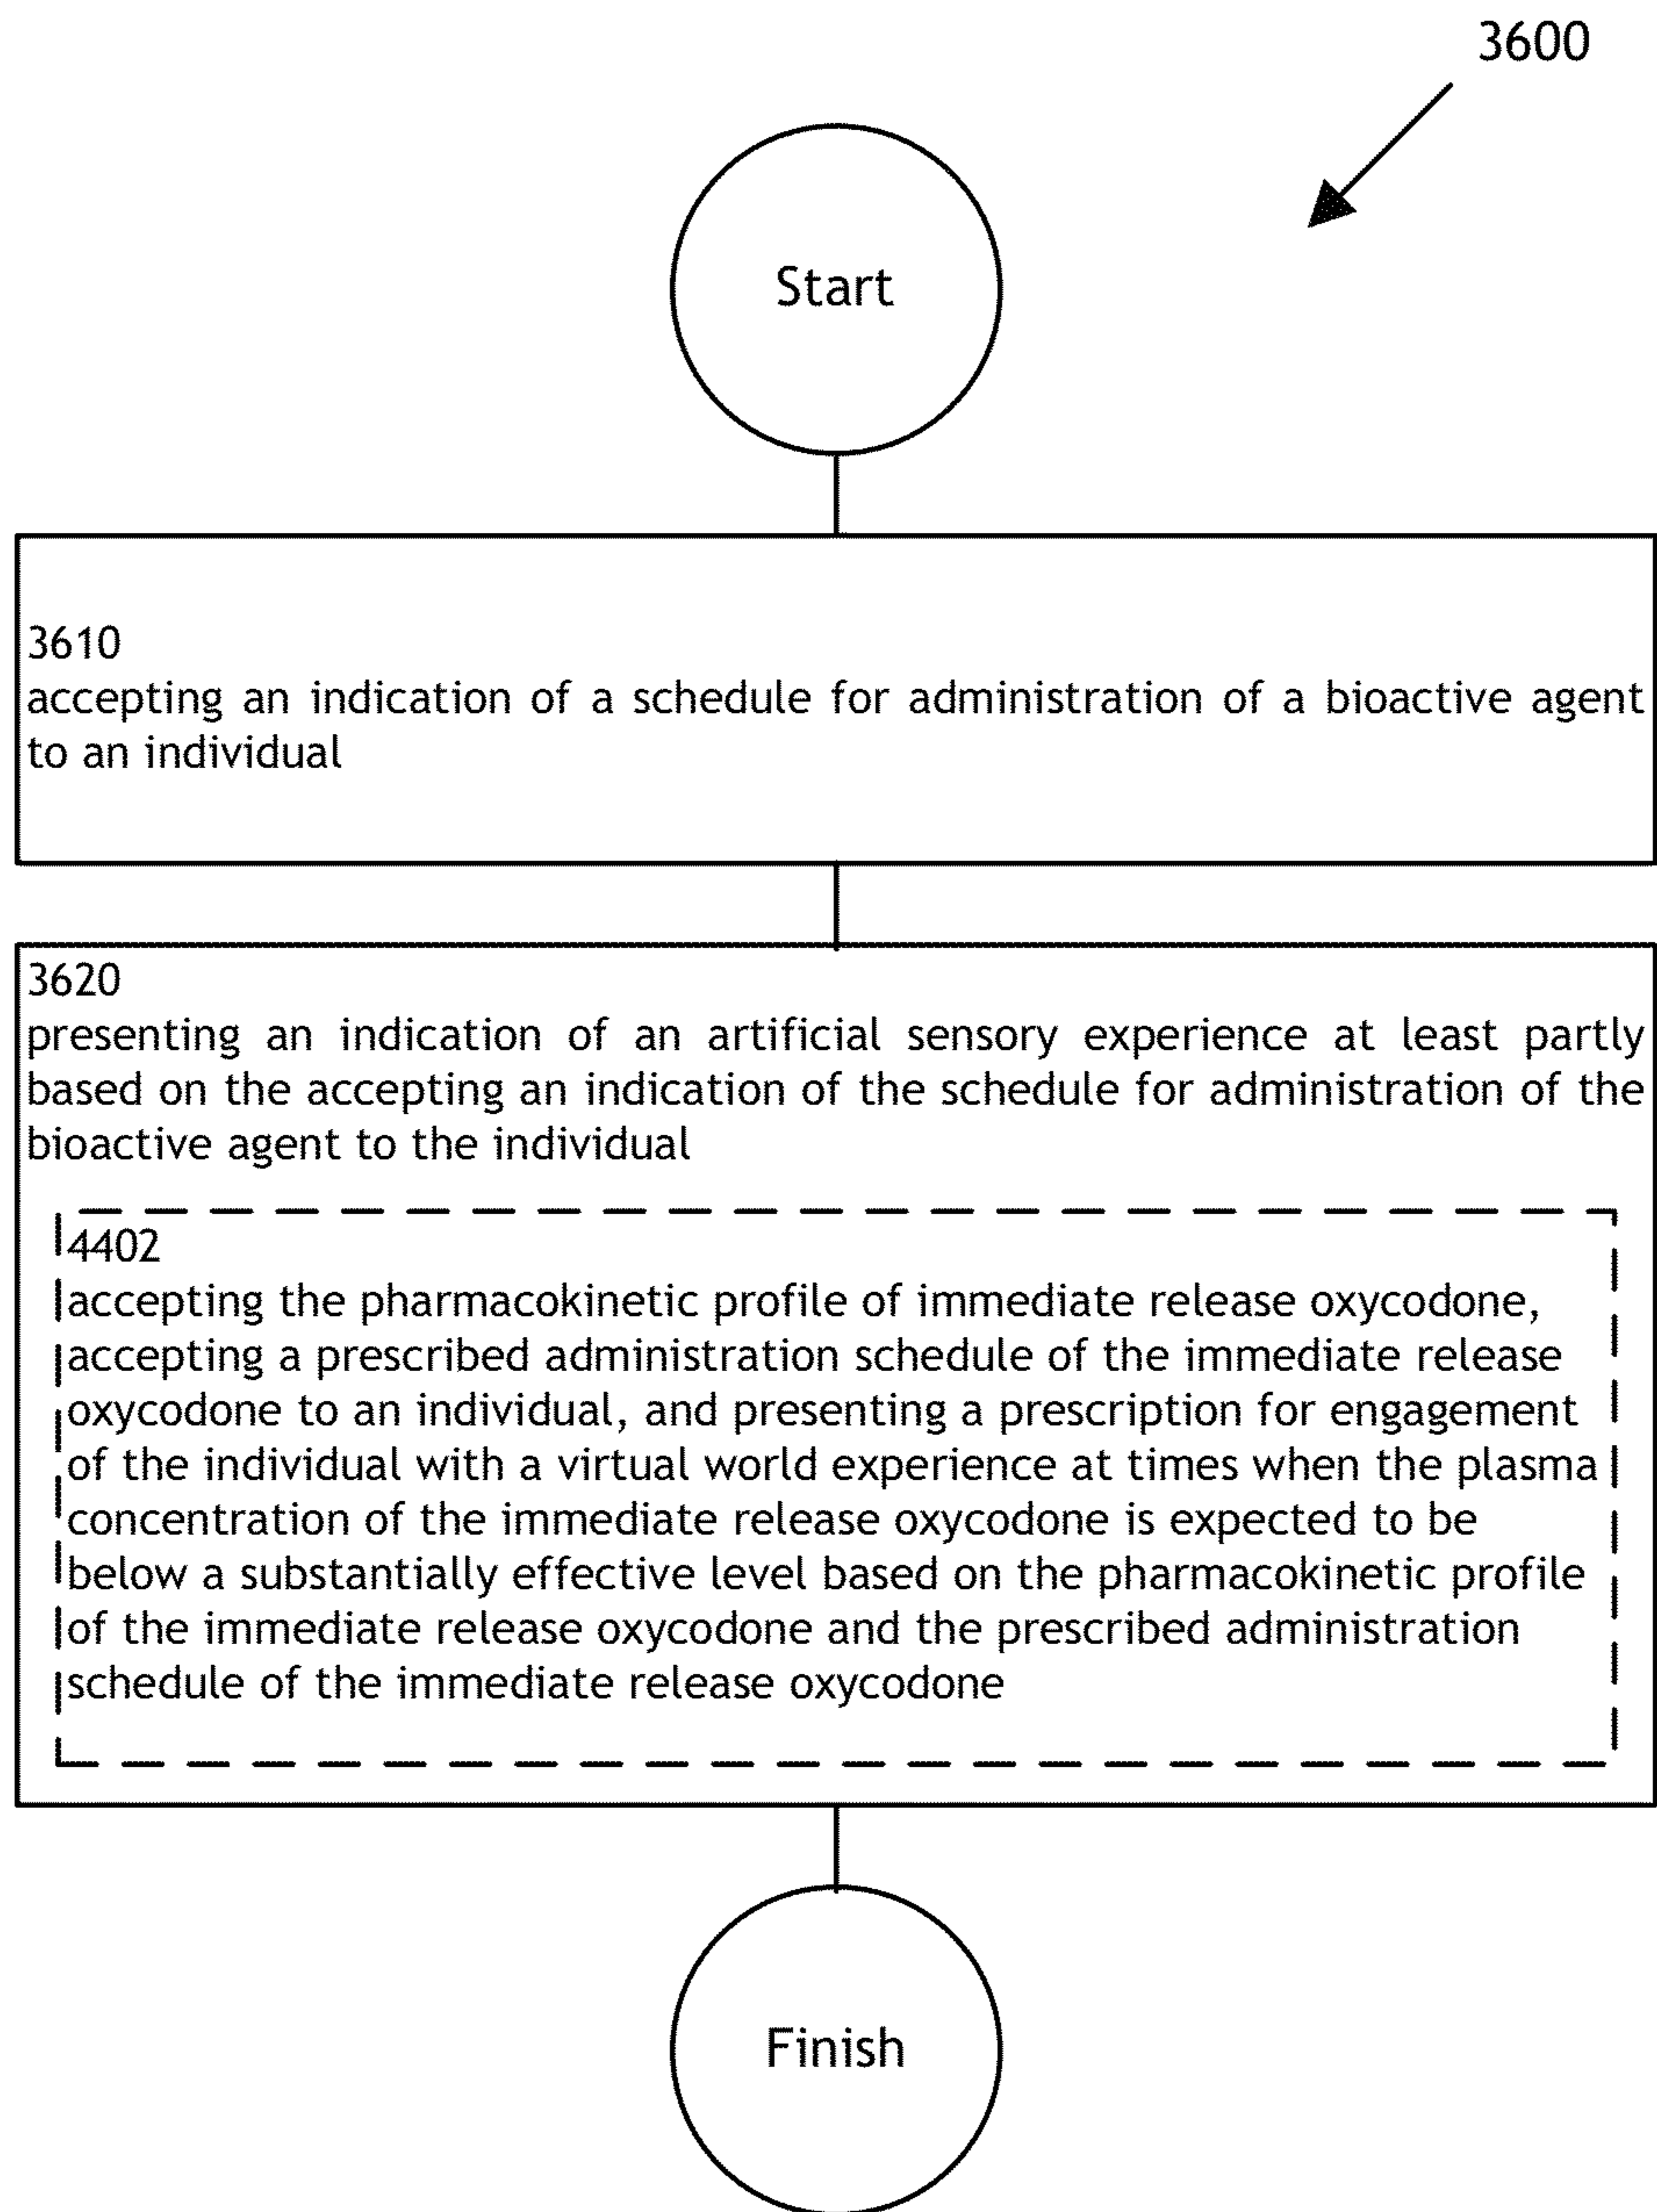 3600
Start
3610
accepting an indication of a schedule for administration of a bioactive agent
to an individual
3620
presenting an indication of an artificial sensory experience at least partly
based on the accepting an indication of the schedule for administration of the
bioactive agent to the individual
4402
accepting the pharmacokinetic profile of immediate release oxycodone,
accepting a prescribed administration schedule of the immediate release
oxycodone to an individual, and presenting a prescription for engagement
of the individual with a virtual world experience at times when the plasma
concentration of the immediate release oxycodone is expected to be
below a substantially effective level based on the pharmacokinetic profile
of the immediate release oxycodone and the prescribed administration
schedule of the immediate release oxycodone
Finish